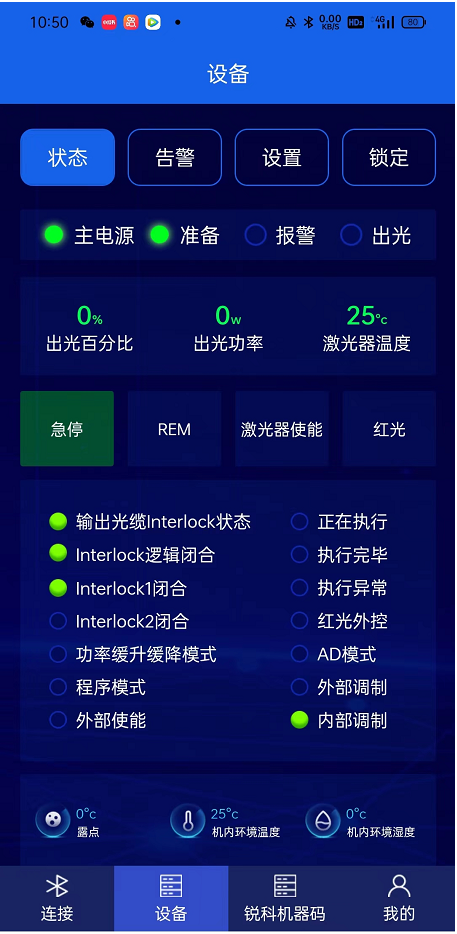 10:50 0.00 KB/S HD2 4G 80
设备
状态 告警 设置 锁定
主电源 准备 报警 出光
0% 0w 25°c
出光百分比 出光功率 激光器温度
急停 REM 激光器使能 红光
输出光缆Interlock状态 正在执行
Interlock逻辑闭合 执行完毕
Interlock1闭合 执行异常
Interlock2闭合 红光外控
功率缓升缓降模式 AD模式
程序模式 外部调制
外部使能 内部调制
0°c 25°c 0°c
露点 机内环境温度 机内环境湿度
连接 设备 锐科机器码 我的